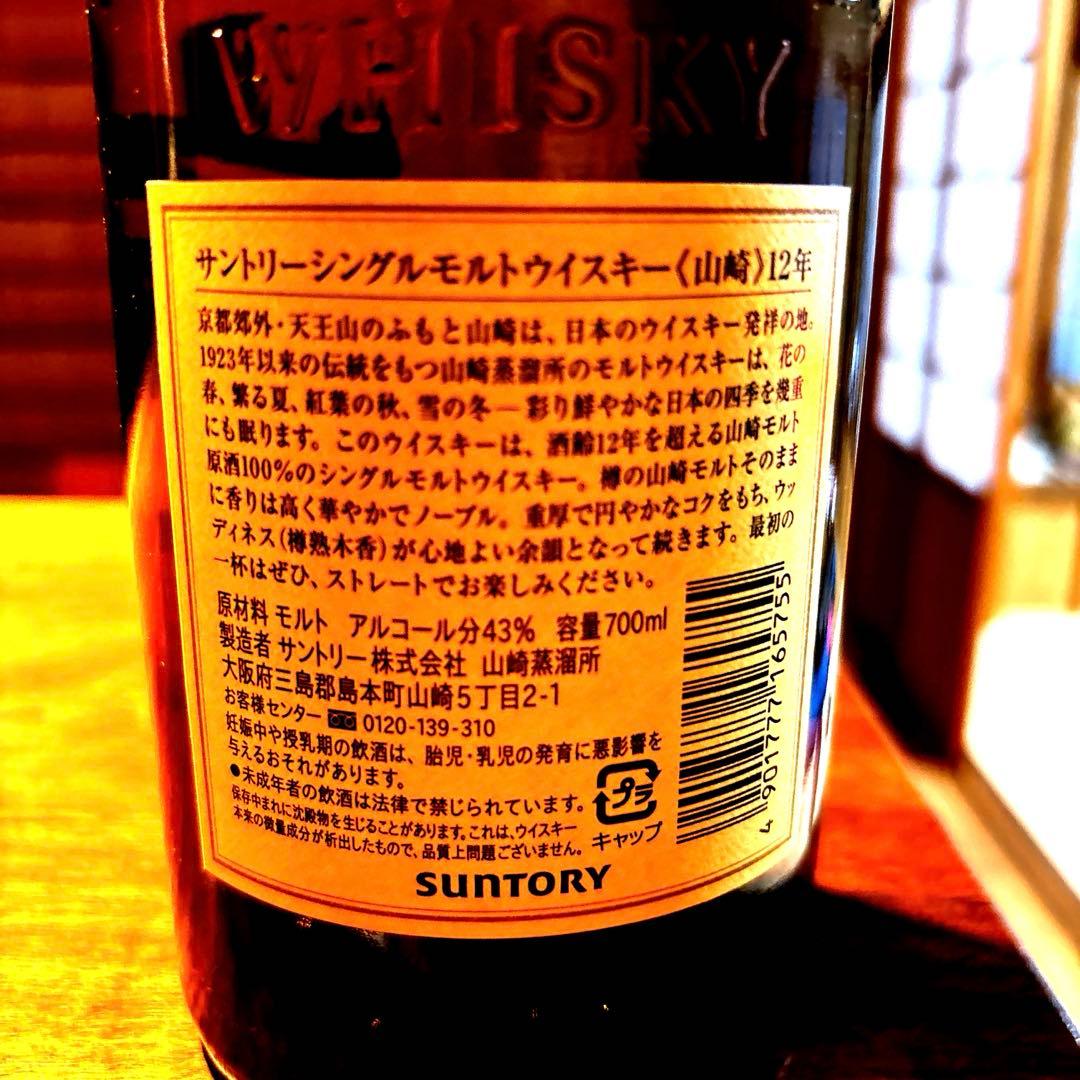 WHISKY
サントリーシングルモルトウイスキー《山崎》12年
京都郊外・天王山のふもと山崎は、日本のウイスキー発祥の地。
1923年以来の伝統をもつ山崎蒸溜所のモルトウイスキーは、花の
春、繁る夏、紅葉の秋、雪の冬―彩り鮮やかな日本の四季を幾重
にも眠ります。このウイスキーは、酒齢12年を超える山崎モルト
原酒100%のシングルモルトウイスキー。樽の山崎モルトそのまま
に香りは高く華やかでノーブル。重厚で円やかなコクをもち、ウッ
ディネス(樽熟木香)が心地よい余韻となって続きます。最初の
一杯はぜひ、ストレートでお楽しみください。
原材料 モルト アルコール分43% 容量700ml
製造者 サントリー株式会社 山崎蒸溜所
大阪府三島郡島本町山崎5丁目2-1
お客様センター 0120-139-310
妊娠中や授乳期の飲酒は、胎児・乳児の発育に悪影響を
与えるおそれがあります。
●未成年者の飲酒は法律で禁じられています。
保存中まれに沈殿物を生じることがあります。これは、ウイスキー
本来の微量成分が析出したもので、品質上問題ございません。
プラ
キャップ
4 901777 165755
SUNTORY